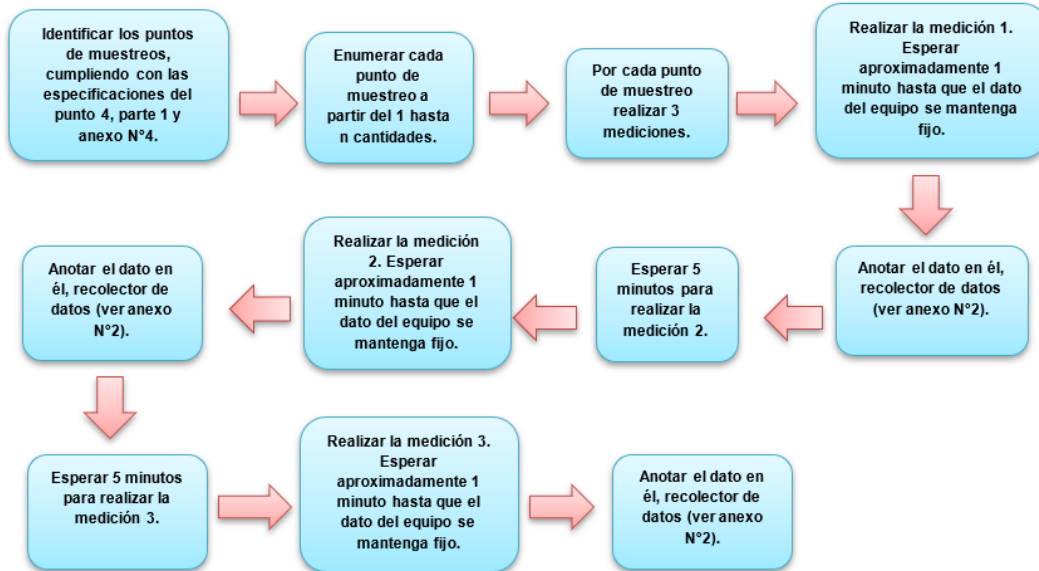 Identificar los puntos
de muestreos,
cumpliendo con las
especificaciones del
punto 4, parte 1 y
anexo N°4.
Enumerar cada
punto de
muestreo a
partir del 1 hasta
n cantidades.
Por cada punto
de muestreo
realizar 3
mediciones.
Realizar la medición 1.
Esperar
aproximadamente 1
minuto hasta que el dato
del equipo se mantenga
fijo.
Anotar el dato en él,
recolector de datos
(ver anexo N°2).
Esperar 5
minutos para
realizar la
medición 2.
Realizar la medición
2. Esperar
aproximadamente 1
minuto hasta que el
dato del equipo se
mantenga fijo.
Anotar el dato en
él, recolector de
datos (ver anexo
N°2).
Esperar 5 minutos
para realizar la
medición 3.
Realizar la medición 3.
Esperar
aproximadamente 1
minuto hasta que el
dato del equipo se
mantenga fijo.
Anotar el dato en
él, recolector de
datos (ver anexo
N°2).